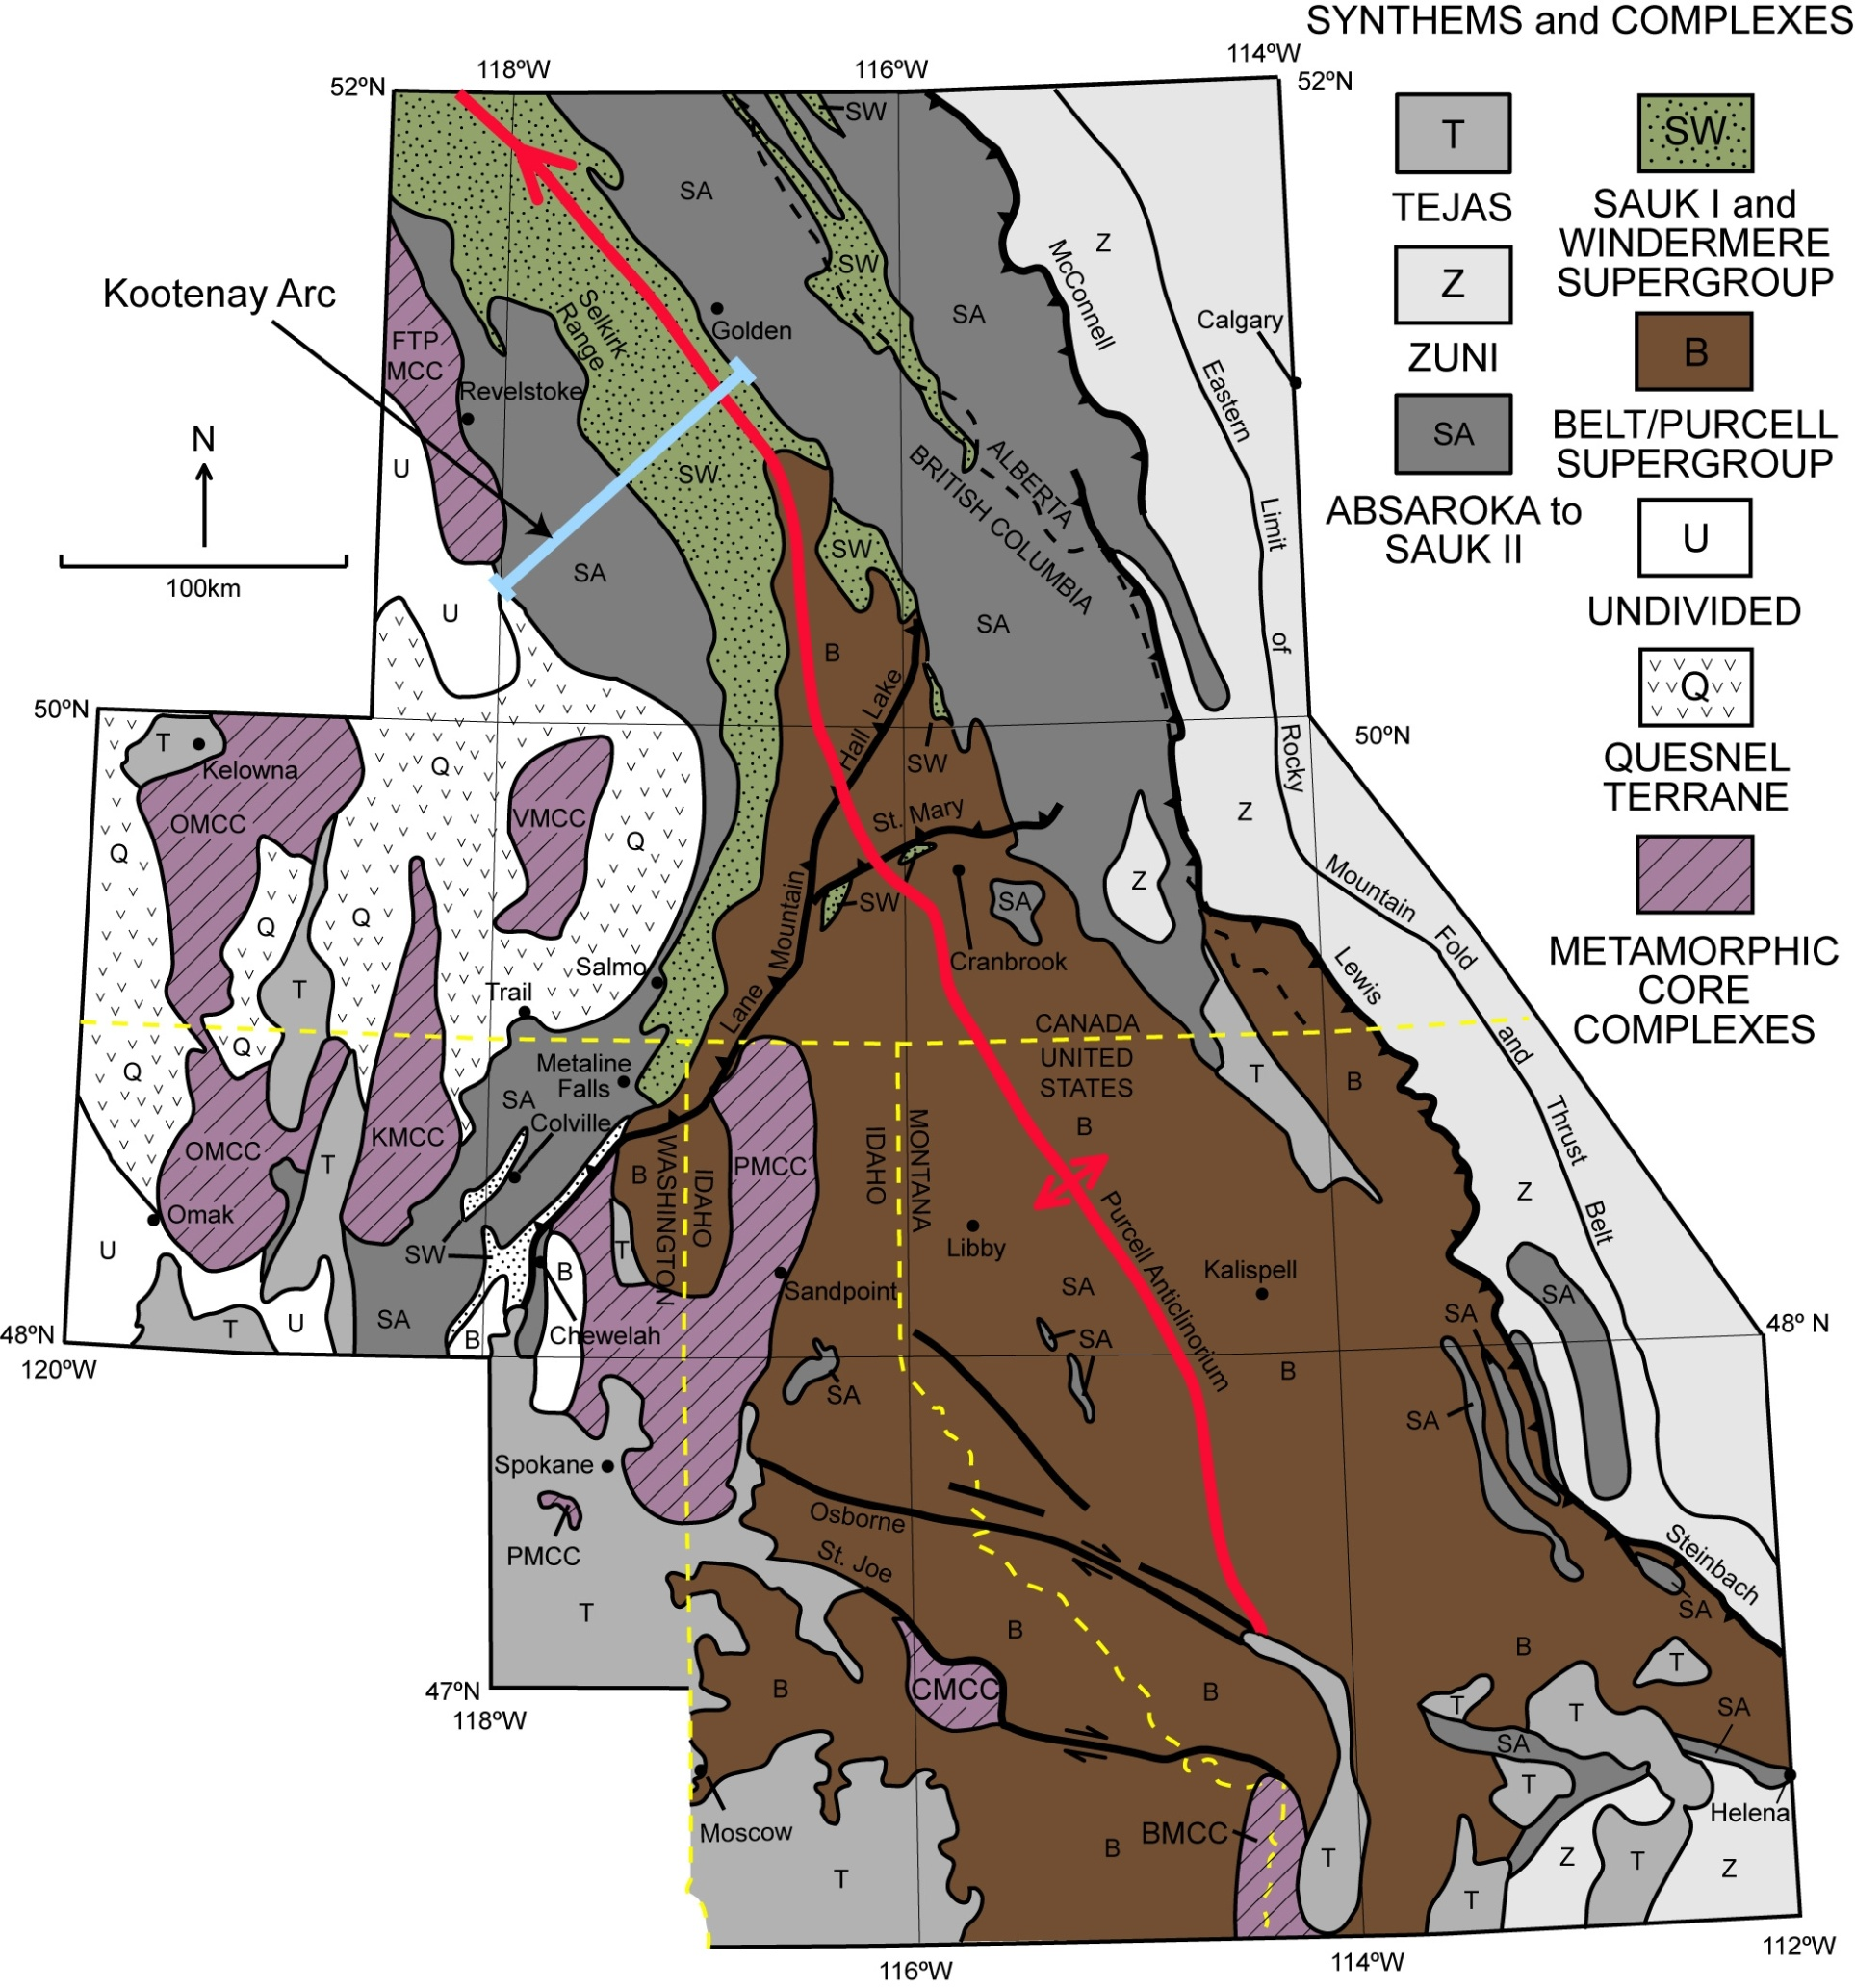 SYNTHEMS and COMPLEXES
118ºW
116ºW
114ºW
52ºN
52ºN
T
TEJAS
Z
ZUNI
SA
ABSAROKA to
SAUK II
SW
SAUK I and
WINDERMERE
SUPERGROUP
B
BELT/PURCELL
SUPERGROUP
U
UNDIVIDED
Q
QUESNEL
TERRANE
METAMORPHIC
CORE
COMPLEXES
Kootenay Arc
N
100km
SW
SA
Z
SW
McConnell
SA
Calgary
Selkirk
Range
Golden
FTP
MCC
Revelstoke
Eastern
Limit
of
Rocky
Mountain
Fold
and
Thrust
Belt
U
SW
ALBERTA
BRITISH COLUMBIA
SW
SA
U
SA
B
Hall Lake
50ºN
50ºN
T
Kelowna
Q
SW
OMCC
VMCC
Q
St. Mary
Z
Q
Z
SW
SA
Q
Q
Lane Mountain
Cranbrook
Lewis
Salmo
T
Trail
CANADA
UNITED
STATES
Q
Q
Metaline
Falls
SA
Colville
T
B
B
OMCC
KMCC
T
B
WASHINGTON
IDAHO
PMCC
IDAHO
MONTANA
Purcell Anticlinorium
Z
Omak
U
SW
T
B
Libby
Kalispell
Sandpoint
SA
SA
SA
T
U
SA
B
Chewelah
SA
48ºN
48º N
120ºW
SA
B
SA
Spokane
Osborne
PMCC
St. Joe
Steinbach
SA
T
B
B
T
CMCC
B
B
47ºN
118ºW
T
T
SA
SA
T
Moscow
Helena
BMCC
B
T
T
Z
T
Z
T
116ºW
114ºW
112ºW